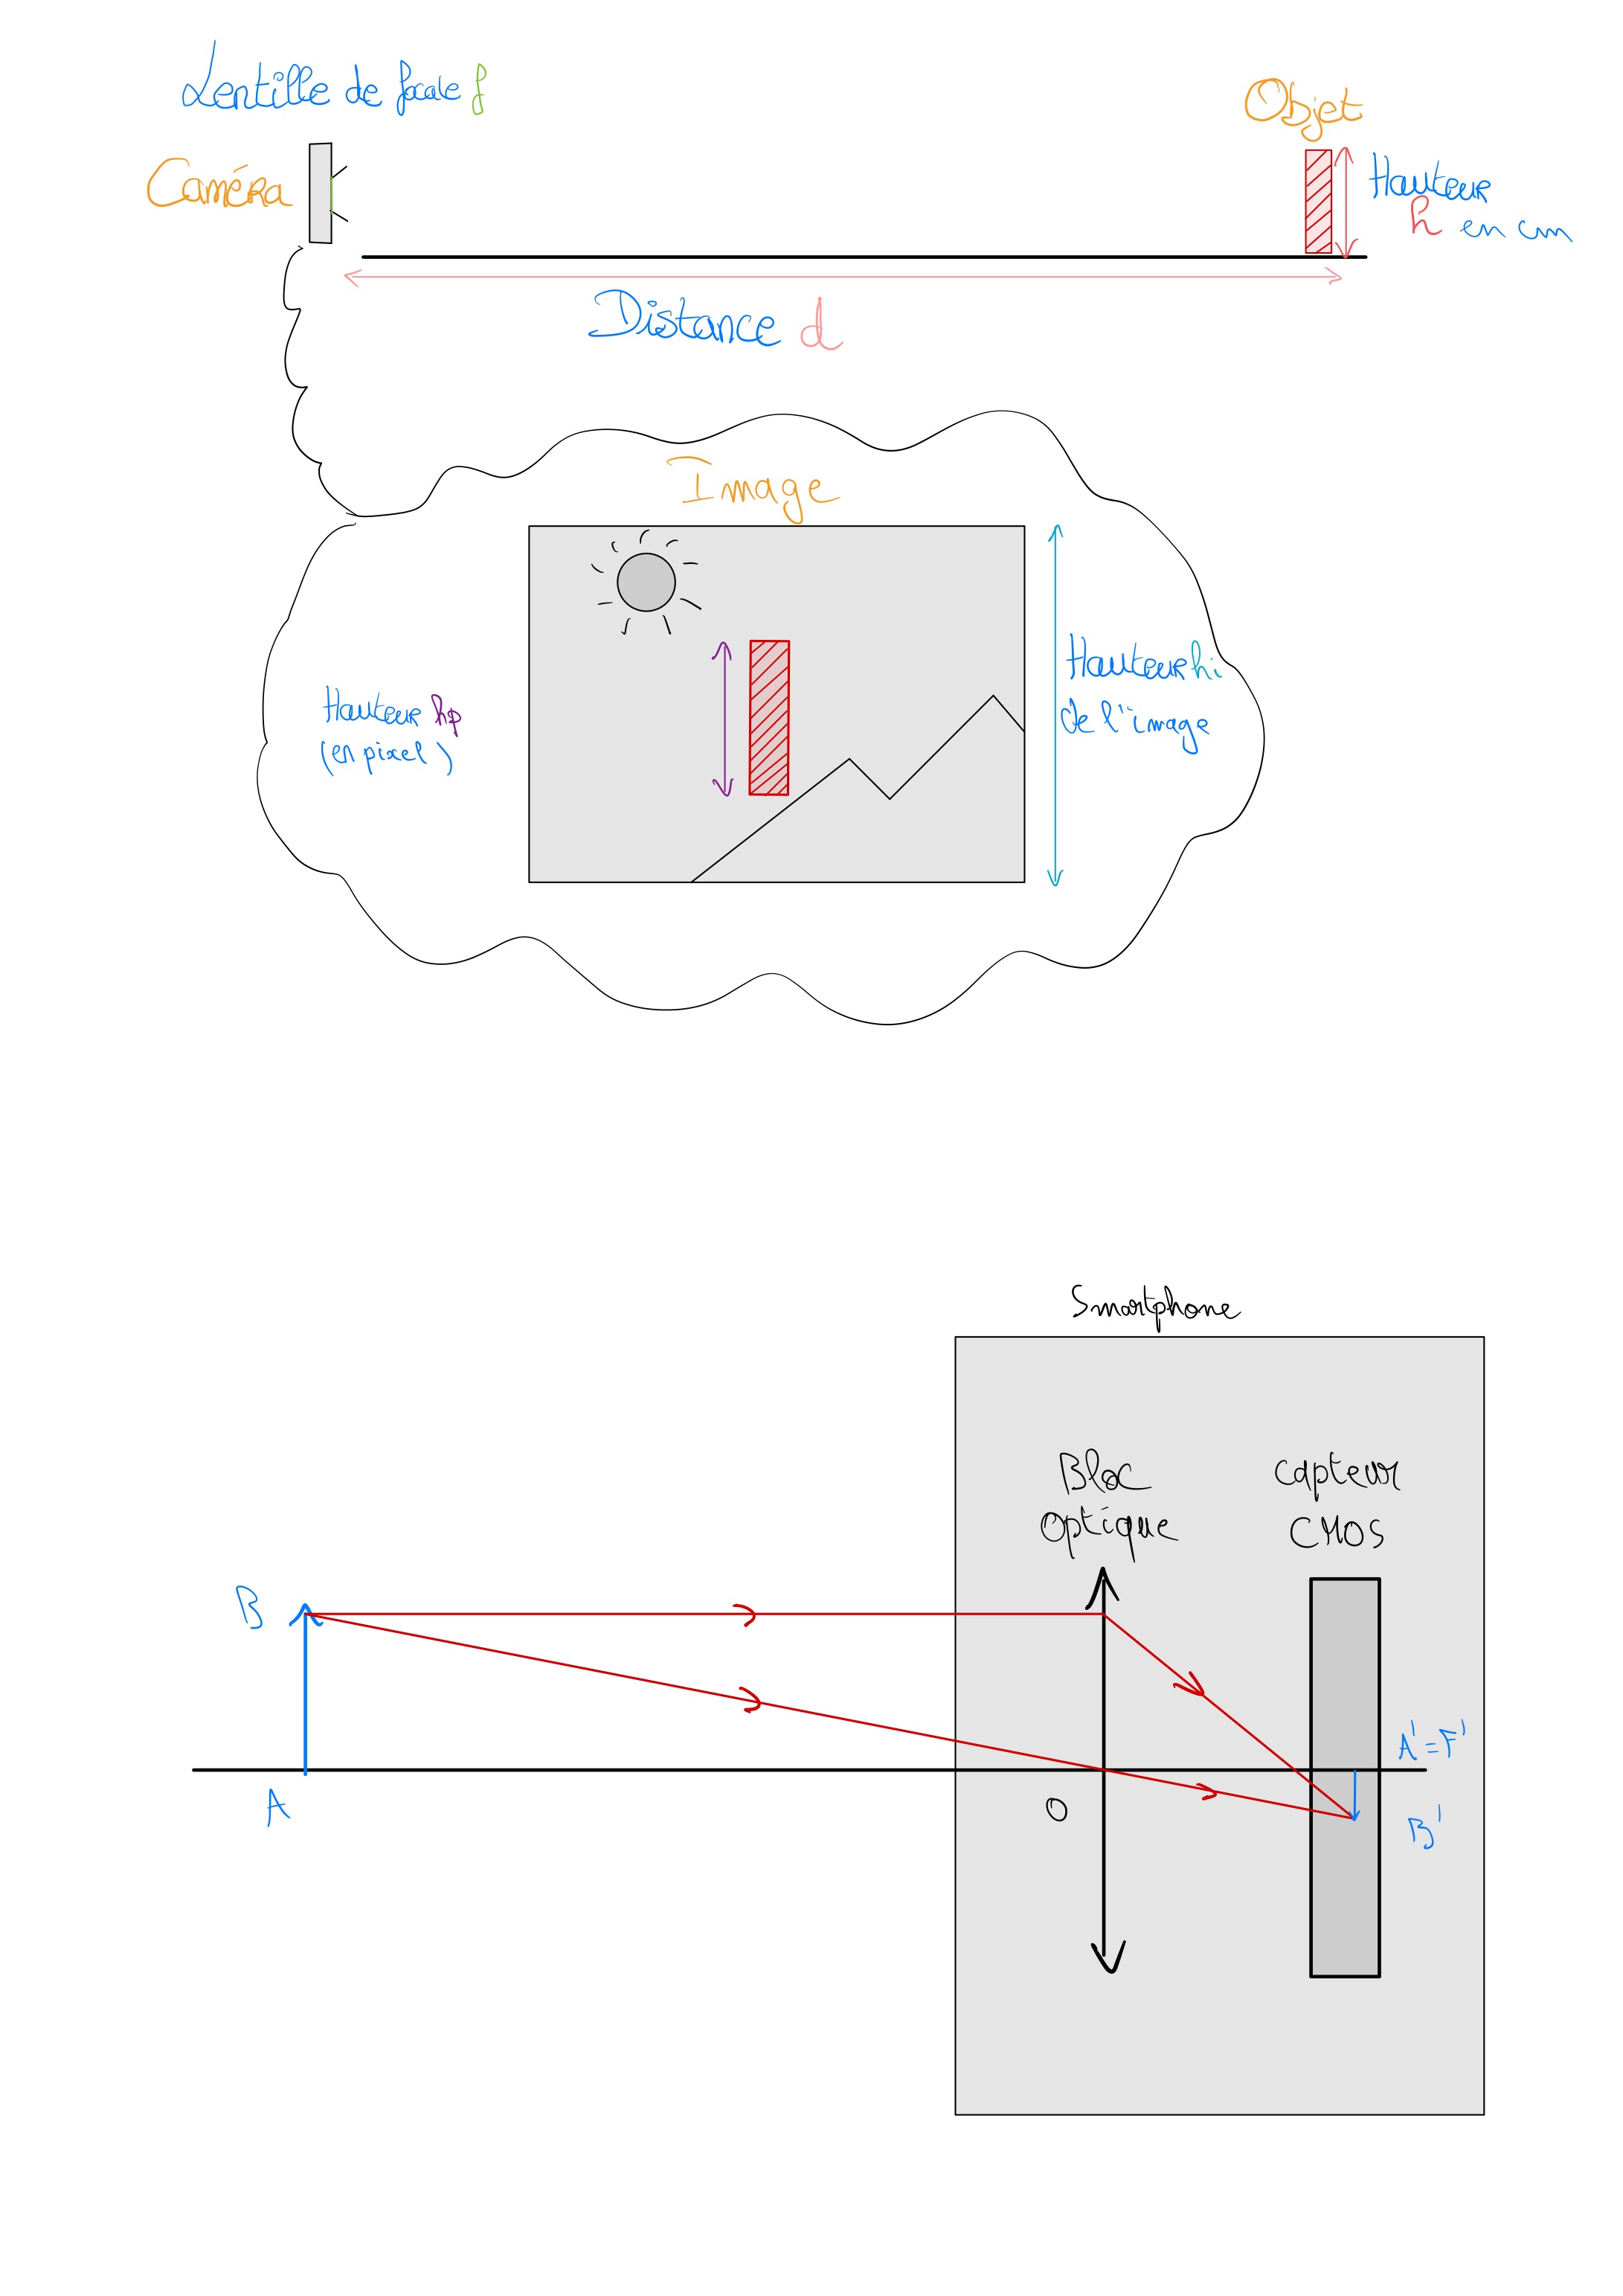 Lentille de focale f
Caméra
Objet
Hauteur
h en cm
Distance d
Image
Hauteur hi
de l'image
Hauteur hp
(en pixel)
Smartphone
Bloc
Optique
capteur
CMOS
B
A
O
A' = F'
B'